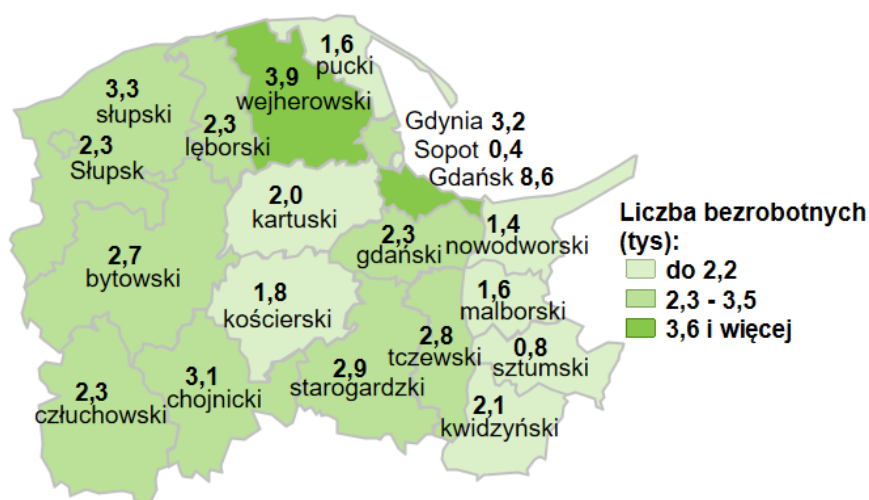 1,6
pucki
3,9
wejherowski
3,3
słupski
2,3
lęborski
2,3
Słupsk
Gdynia 3,2
Sopot 0,4
Gdańsk 8,6
2,0
kartuski
2,3
gdański
1,4
nowodworski
2,7
bytowski
1,8
kościerski
1,6
malborski
2,8
tczewski
0,8
sztumski
2,9
starogardzki
3,1
chojnicki
2,3
człuchowski
2,1
kwidzyński
Liczba bezrobotnych
(tys):
do 2,2
2,3 - 3,5
3,6 i więcej